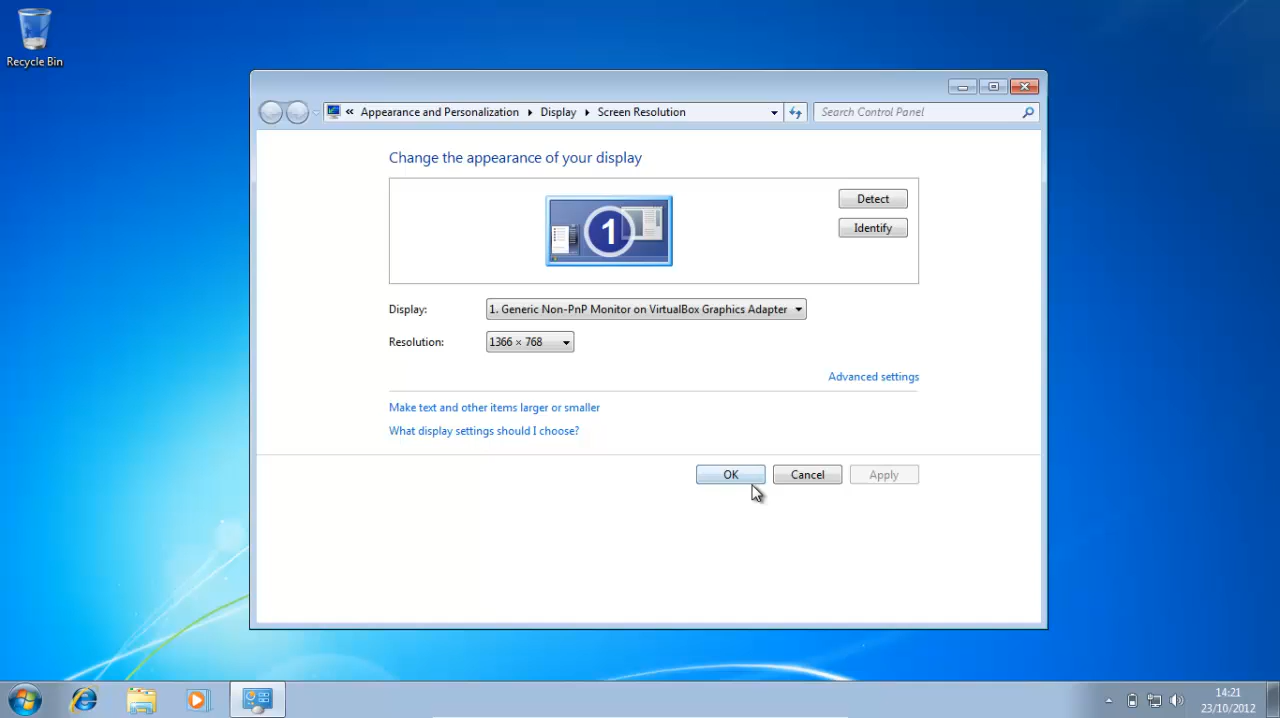 Recycle Bin
« Appearance and Personalization Display Screen Resolution
Search Control Panel
Change the appearance of your display
1
Detect
Identify
Display: 1. Generic Non-PnP Monitor on VirtualBox Graphics Adapter
Resolution: 1366 × 768
Advanced settings
Make text and other items larger or smaller
What display settings should I choose?
OK Cancel Apply
14:21
23/10/2012